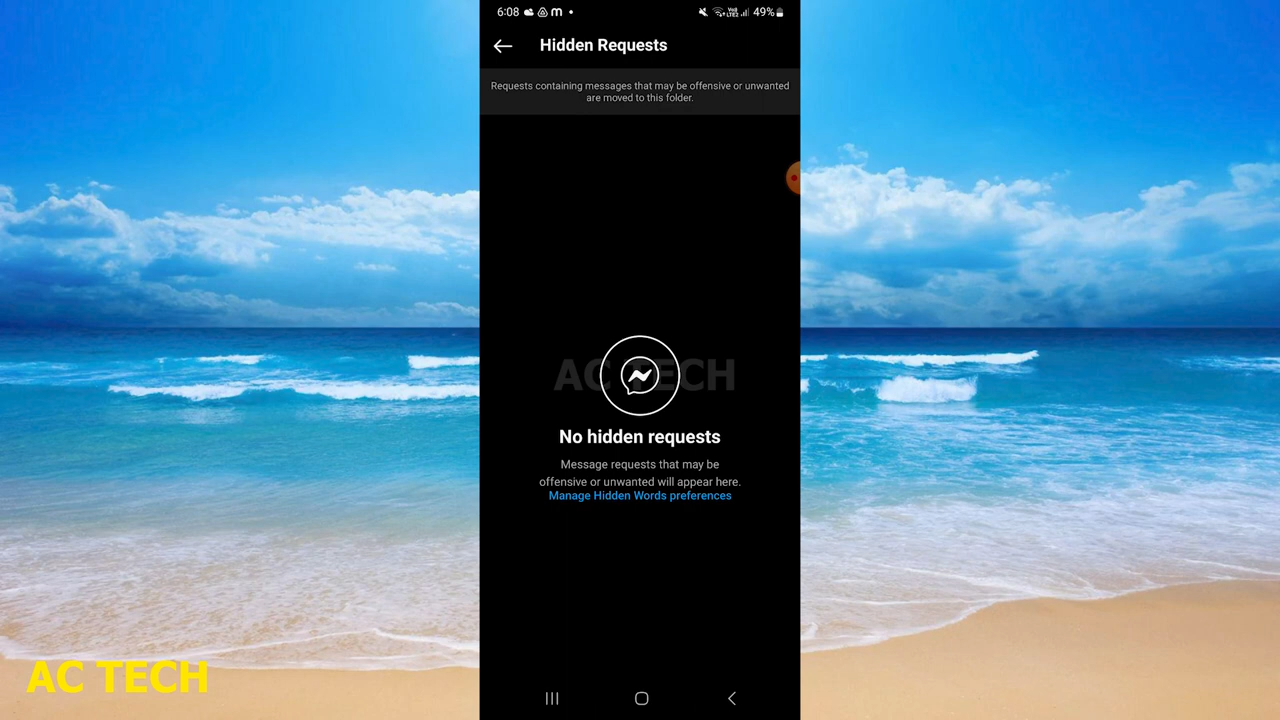 6:08
49%
Hidden Requests
Requests containing messages that may be offensive or unwanted
are moved to this folder.
AC TECH
No hidden requests
Message requests that may be
offensive or unwanted will appear here.
Manage Hidden Words preferences
AC TECH